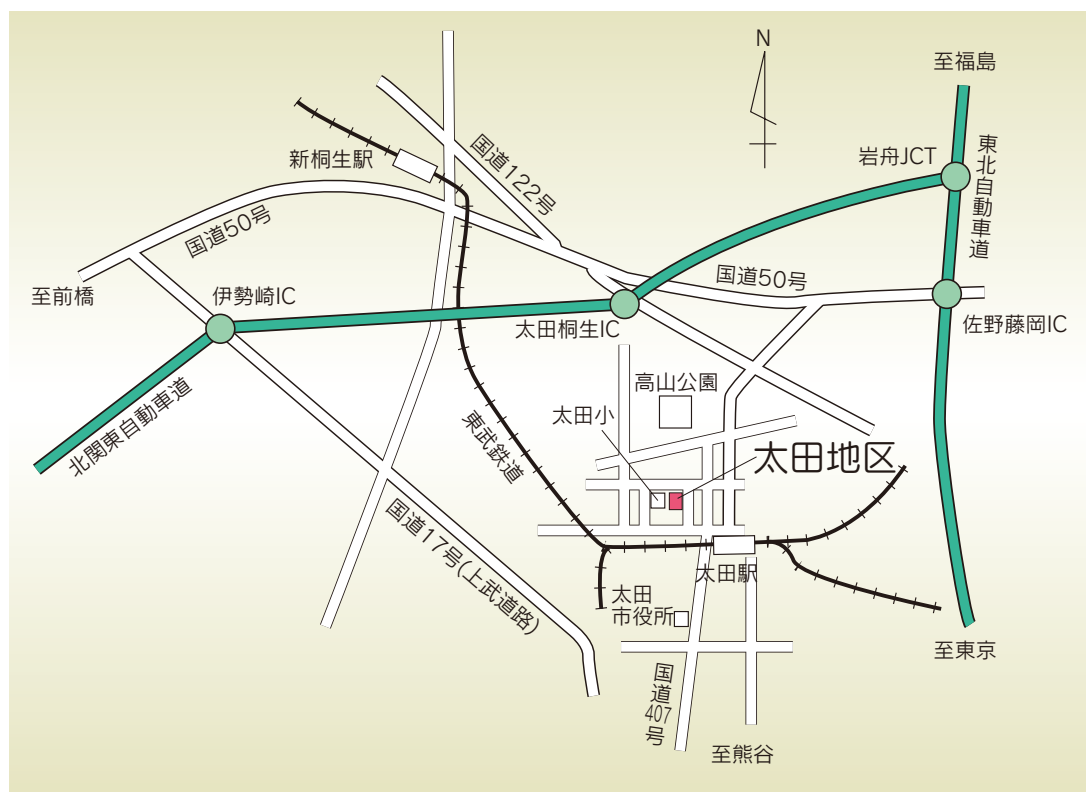 N
至福島
東北自動車道
岩舟JCT
新桐生駅
国道122号
国道50号
国道50号
至前橋
伊勢崎IC
太田桐生IC
佐野藤岡IC
北関東自動車道
高山公園
太田小
東武鉄道
太田地区
国道17号(上武道路)
太田駅
太田
市役所
至東京
国道407号
至熊谷